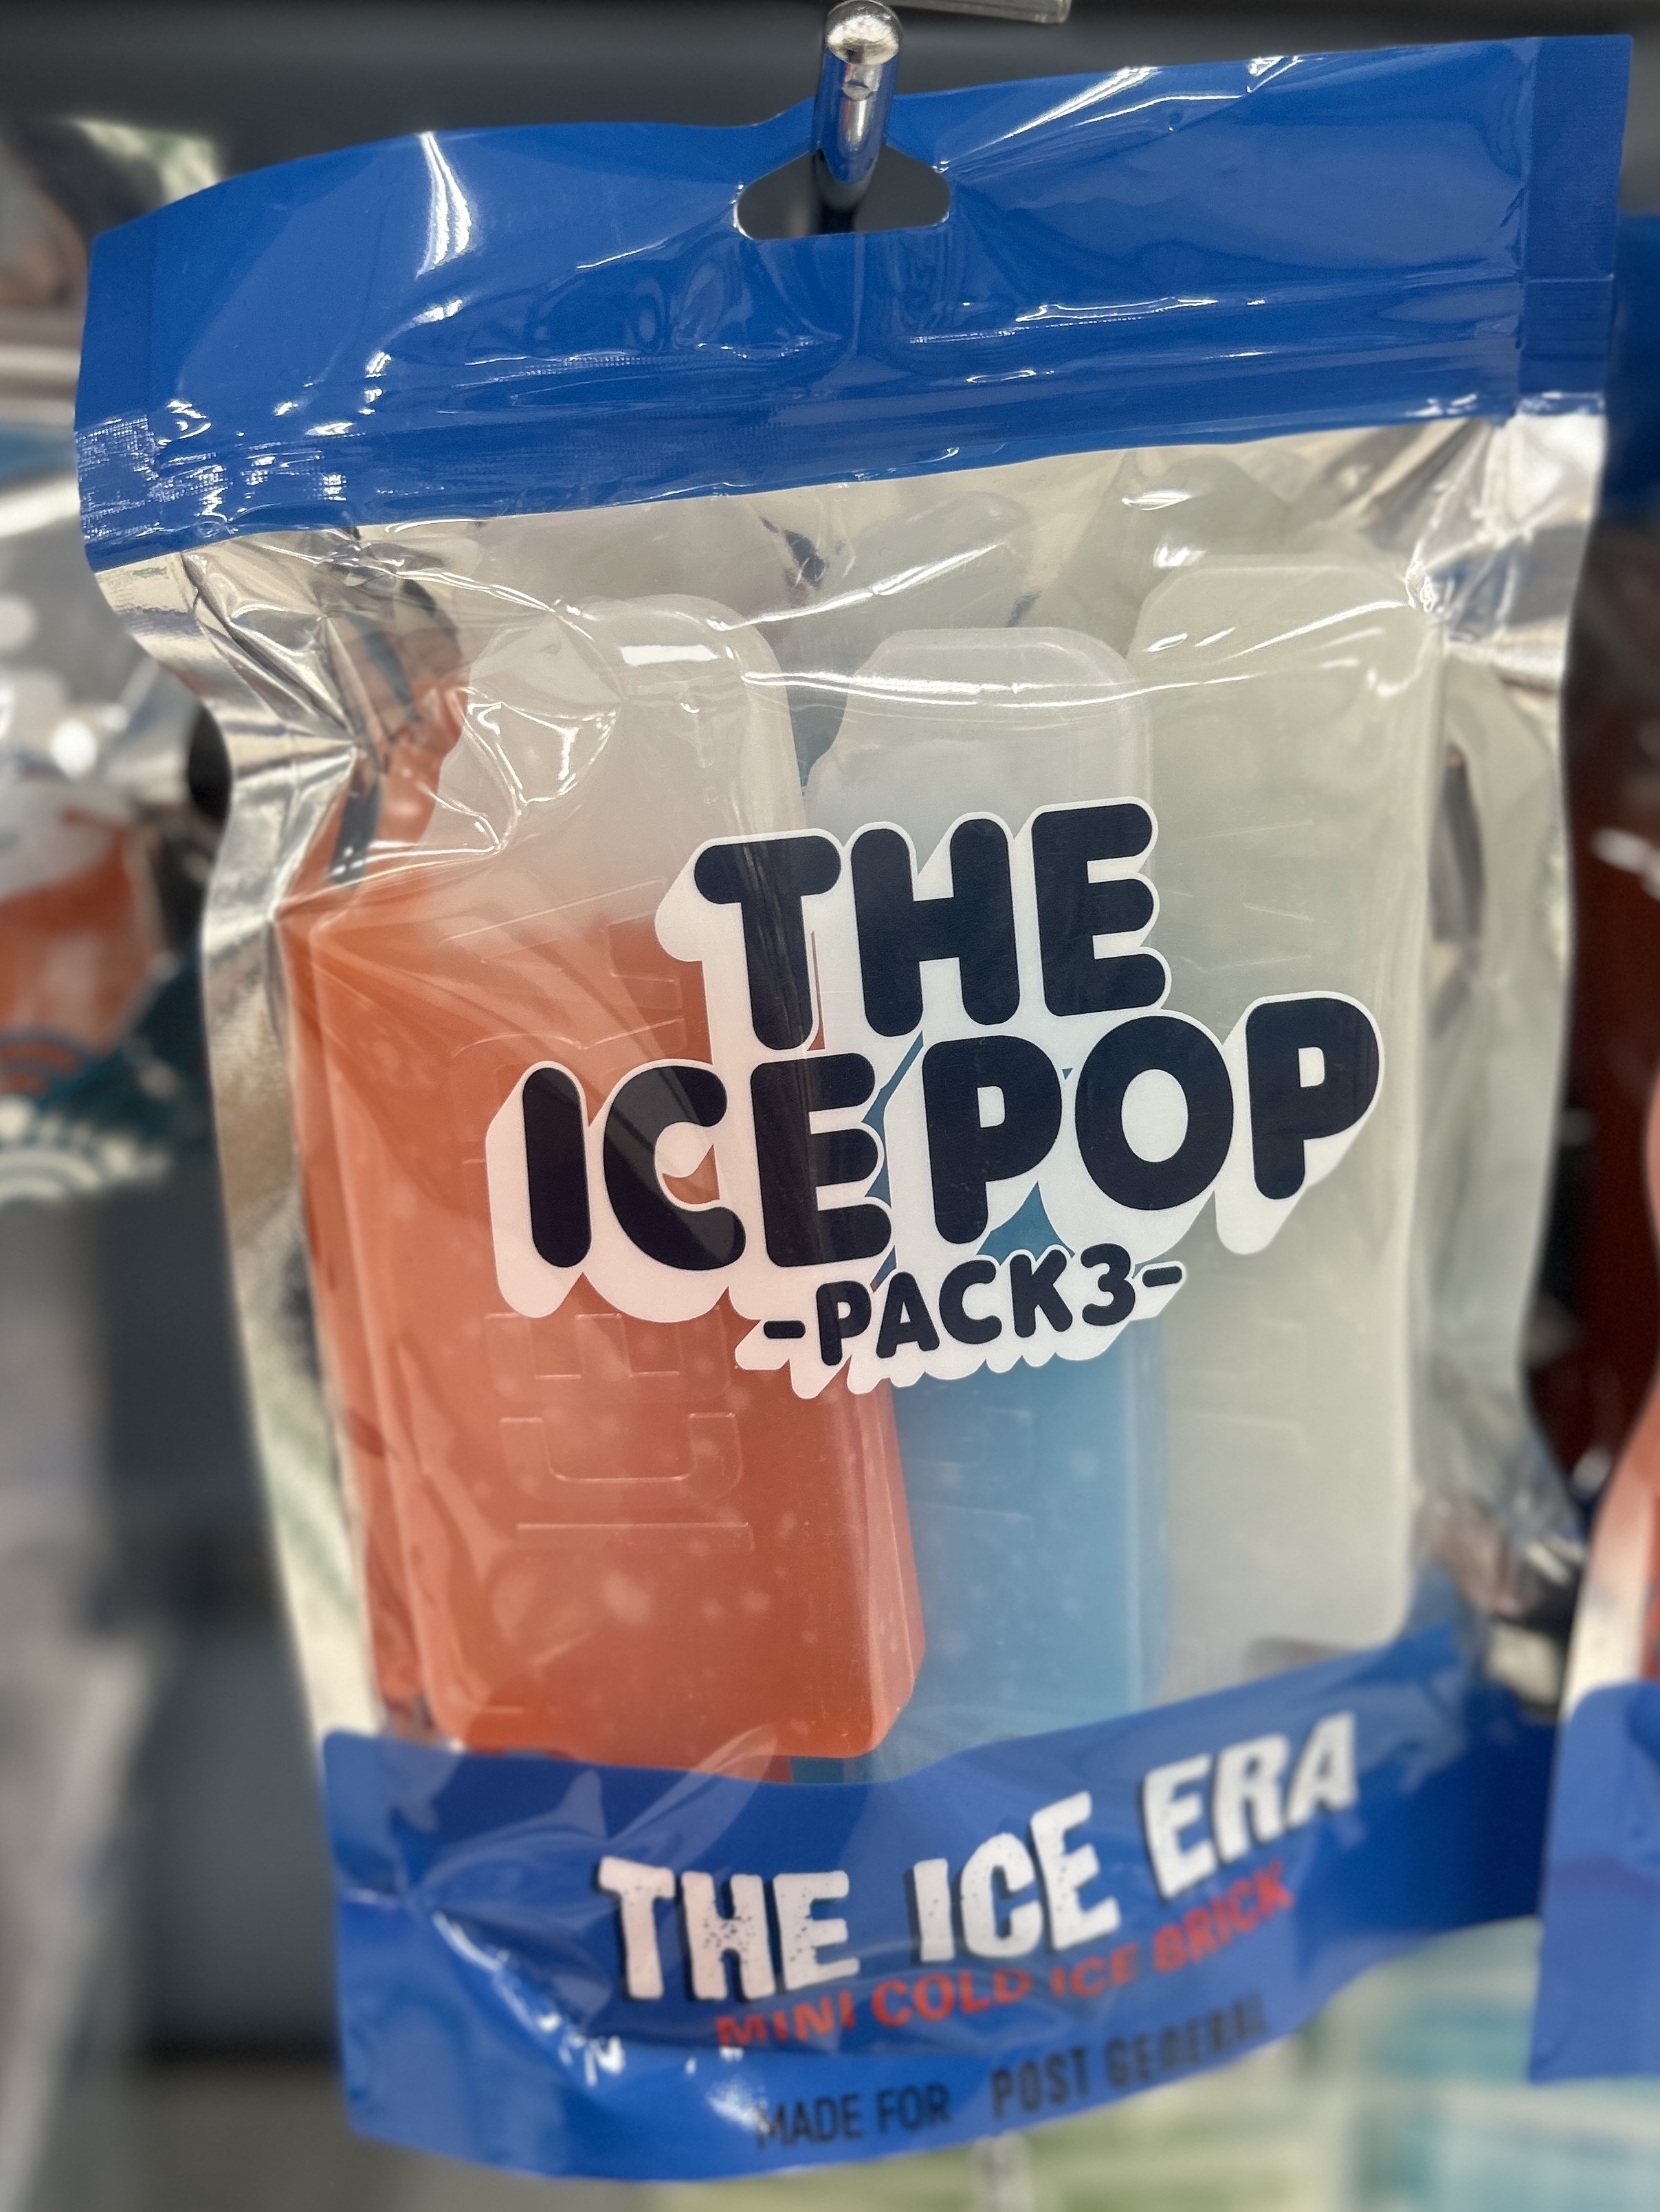 THE
ICE POP
-PACK3-
THE ICE ERA
MINI COLD ICE BRICK
MADE FOR POST GENERAL